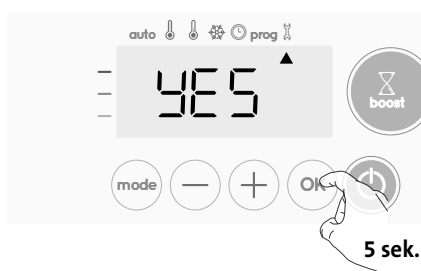 auto prog
YES
boost
mode — + OK
5 sek.